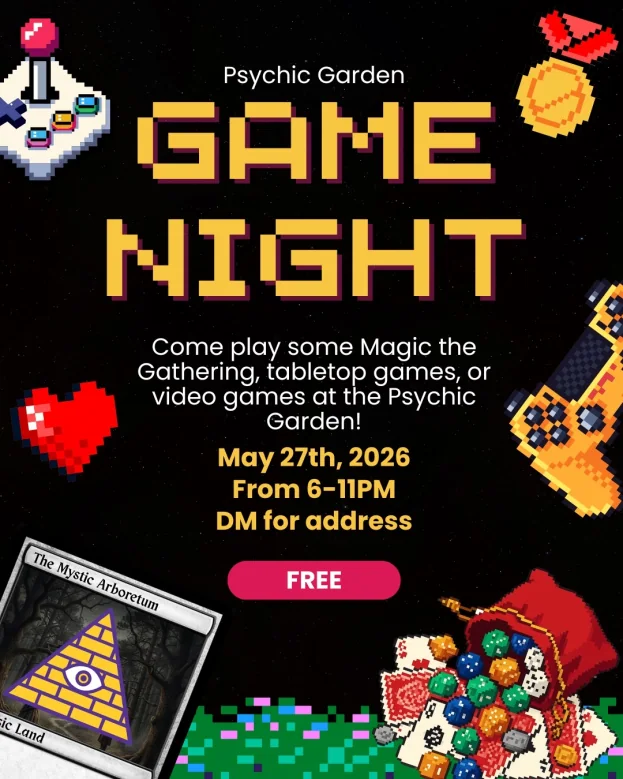 Psychic Garden
GAME
NIGHT
Come play some Magic the
Gathering, tabletop games, or
video games at the Psychic
Garden!
May 27th, 2026
From 6-11PM
DM for address
FREE
The Mystic Arboretum
sic Land